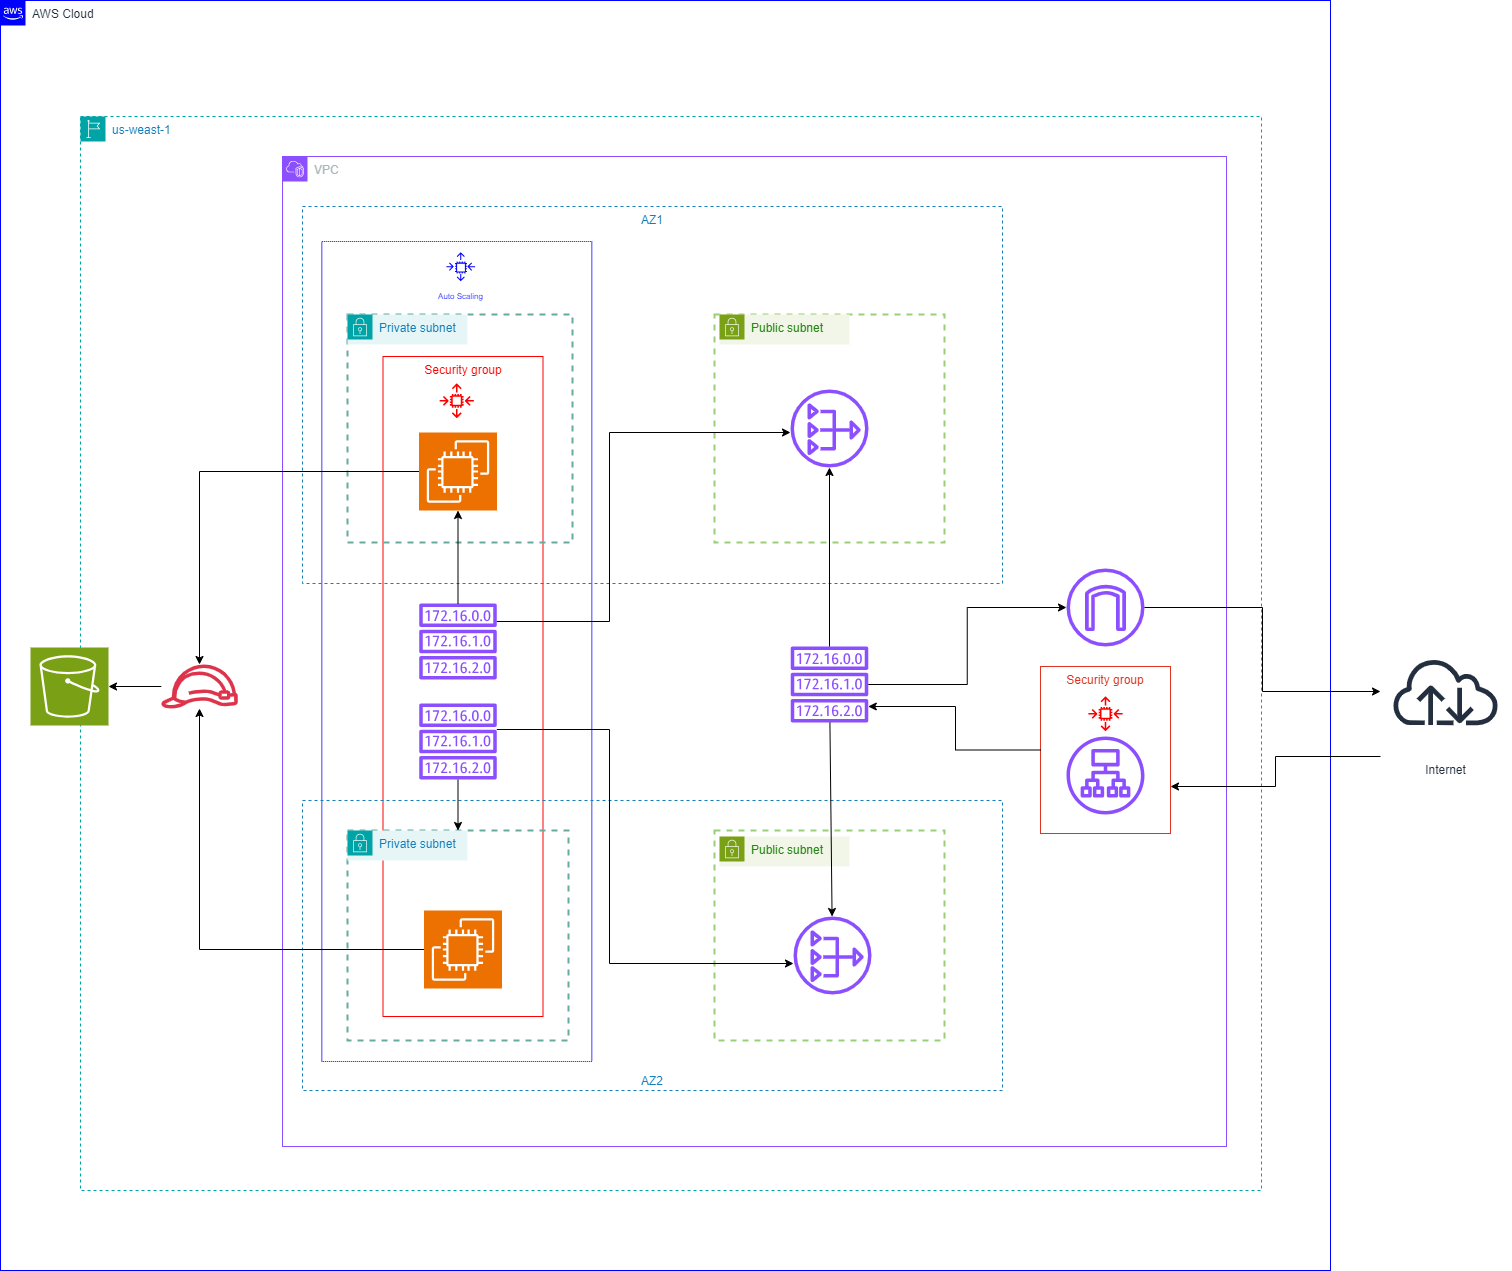 aws
AWS Cloud
us-weast-1
VPC
AZ1
Auto Scaling
Private subnet
Public subnet
Security group
172.16.0.0
172.16.1.0
172.16.2.0
172.16.0.0
172.16.1.0
172.16.2.0
172.16.0.0
172.16.1.0
172.16.2.0
Security group
Internet
Private subnet
Public subnet
AZ2